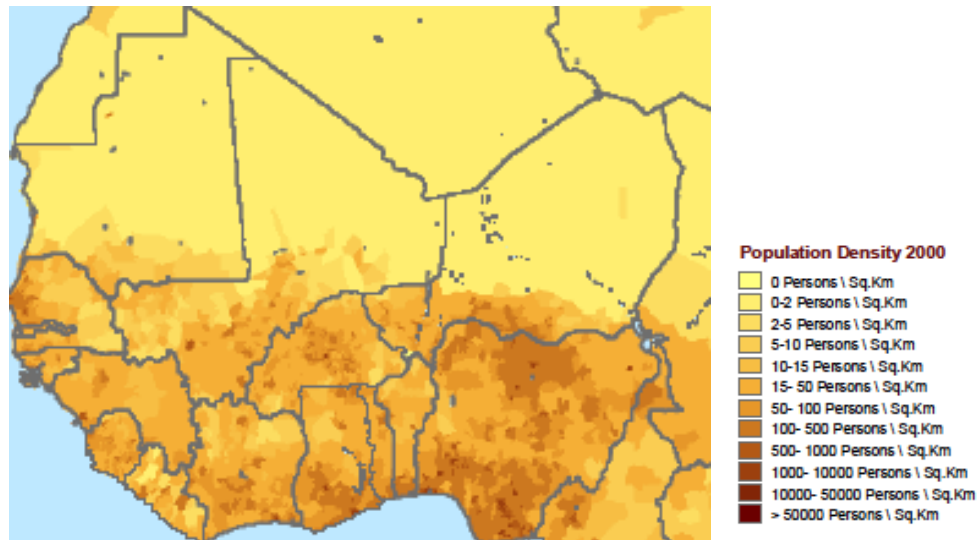 Population Density 2000
0 Persons \ Sq.Km
0-2 Persons \ Sq.Km
2-5 Persons \ Sq.Km
5-10 Persons \ Sq.Km
10-15 Persons \ Sq.Km
15- 50 Persons \ Sq.Km
50- 100 Persons \ Sq.Km
100- 500 Persons \ Sq.Km
500- 1000 Persons \ Sq.Km
1000- 10000 Persons \ Sq.Km
10000- 50000 Persons \ Sq.Km
> 50000 Persons \ Sq.Km